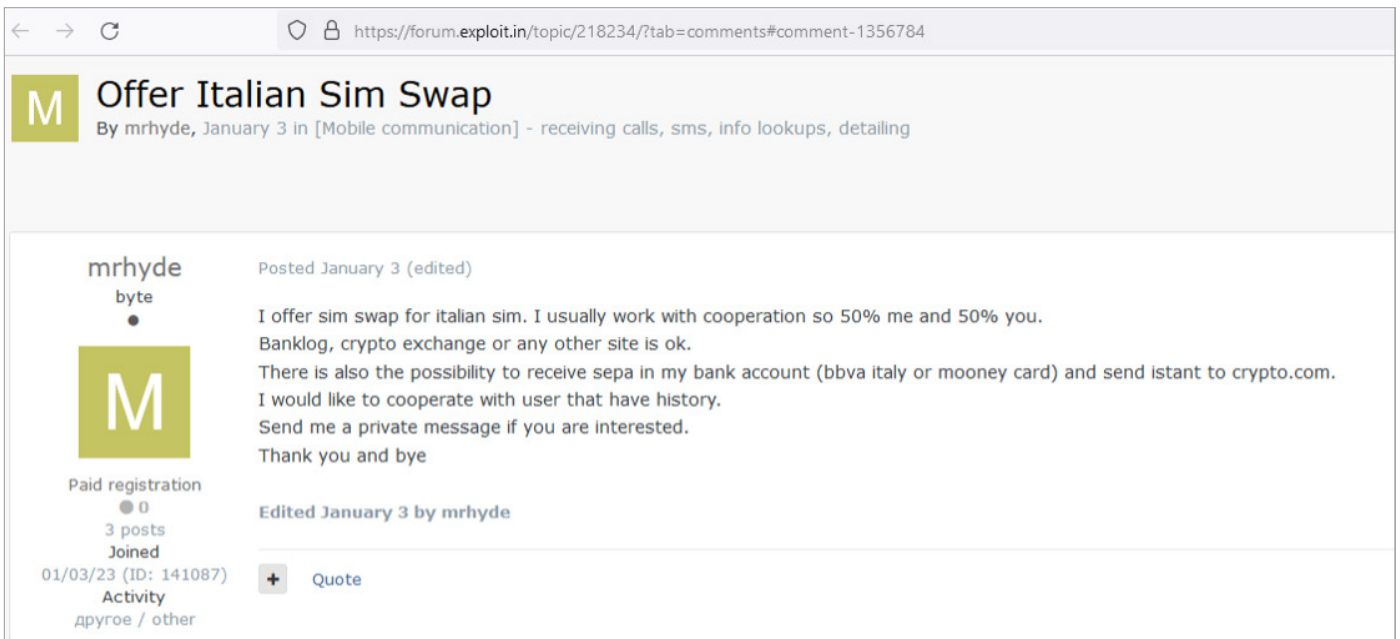 https://forum.exploit.in/topic/218234/?tab=comments#comment-1356784
M
Offer Italian Sim Swap
By mrhyde, January 3 in [Mobile communication] - receiving calls, sms, info lookups, detailing
mrhyde
byte
M
Paid registration
0
3 posts
Joined
01/03/23 (ID: 141087)
Activity
другое / other
Posted January 3 (edited)
I offer sim swap for italian sim. I usually work with cooperation so 50% me and 50% you.
Banklog, crypto exchange or any other site is ok.
There is also the possibility to receive sepa in my bank account (bbva italy or mooney card) and send istant to crypto.com.
I would like to cooperate with user that have history.
Send me a private message if you are interested.
Thank you and bye
Edited January 3 by mrhyde
+ Quote